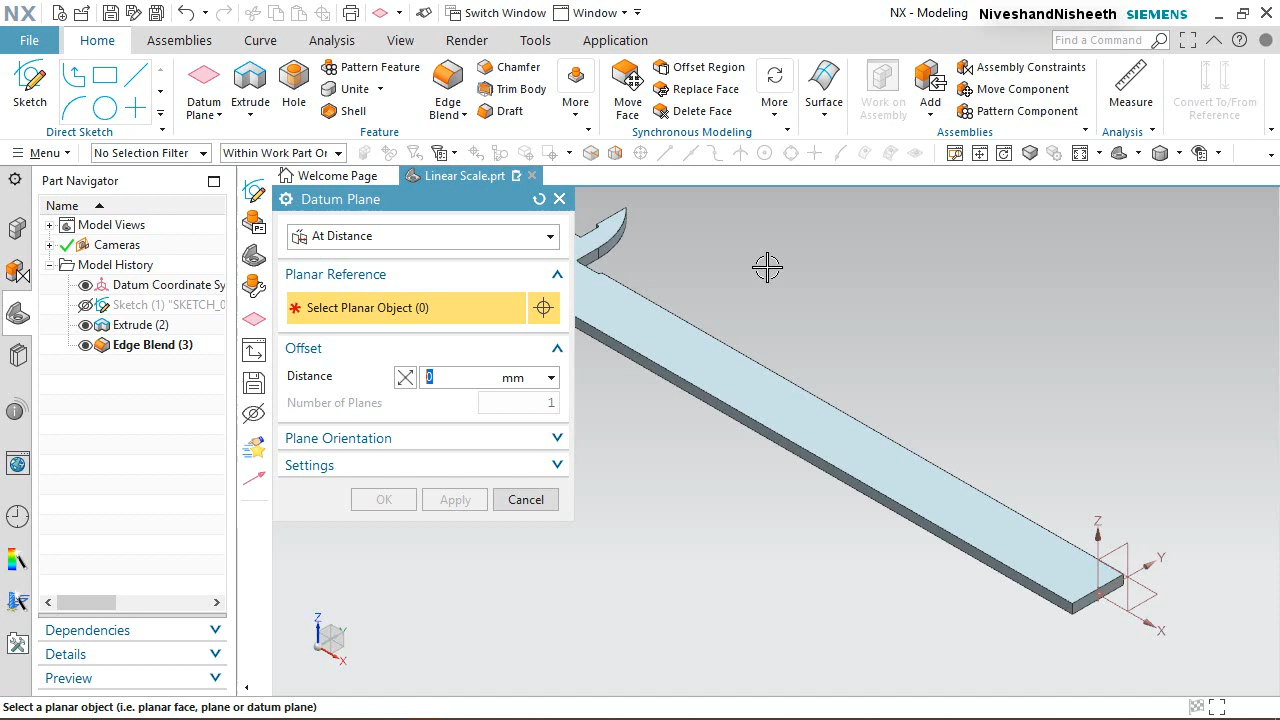 NX
Switch Window
Window
NX - Modeling
NiveshandNisheeth
SIEMENS
File
Home
Assemblies
Curve
Analysis
View
Render
Tools
Application
Find a Command
Sketch
Direct Sketch
Datum
Plane
Extrude
Hole
Pattern Feature
Unite
Shell
Edge
Blend
Chamfer
Trim Body
Draft
More
Feature
Move
Face
Offset Region
Replace Face
Delete Face
More
Synchronous Modeling
Surface
Work on
Assembly
Add
Assembly Constraints
Move Component
Pattern Component
Assemblies
Measure
Analysis
Convert To/From
Reference
Menu
No Selection Filter
Within Work Part Or
Part Navigator
Name
Model Views
Cameras
Model History
Datum Coordinate Sy
Sketch (1) "SKETCH_0
Extrude (2)
Edge Blend (3)
Dependencies
Details
Preview
Welcome Page
Linear Scale.prt
Datum Plane
At Distance
Planar Reference
* Select Planar Object (0)
Offset
Distance
0
mm
Number of Planes
1
Plane Orientation
Settings
OK
Apply
Cancel
Z
Y
X
Z
Y
X
Select a planar object (i.e. planar face, plane or datum plane)